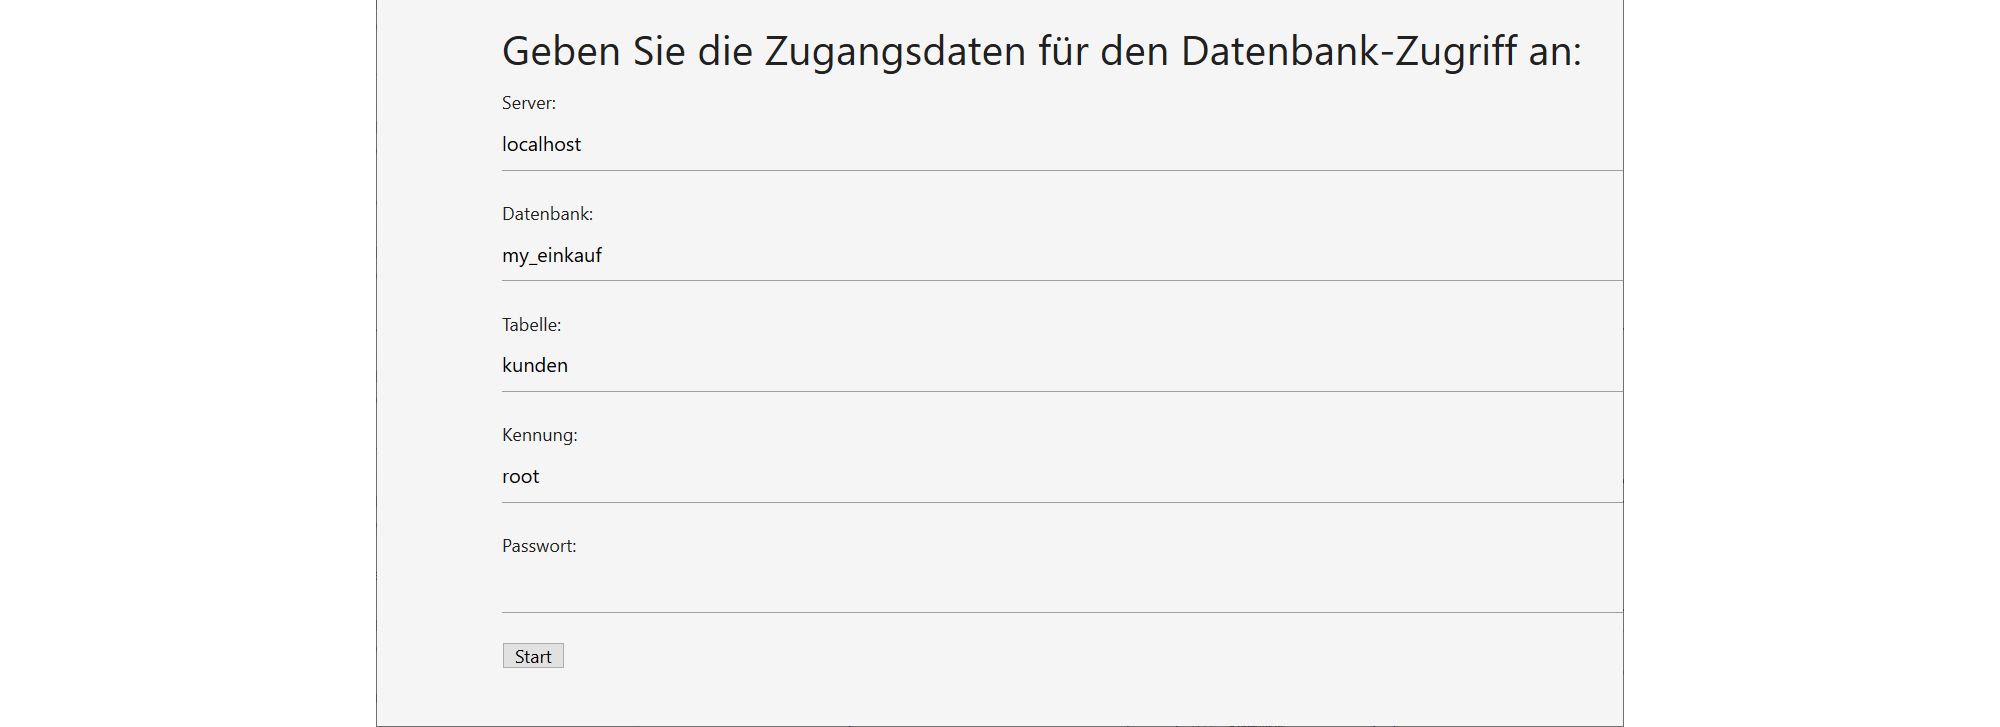 Geben Sie die Zugangsdaten für den Datenbank-Zugriff an:
Server:
localhost
Datenbank:
my_einkauf
Tabelle:
kunden
Kennung:
root
Passwort:
Start